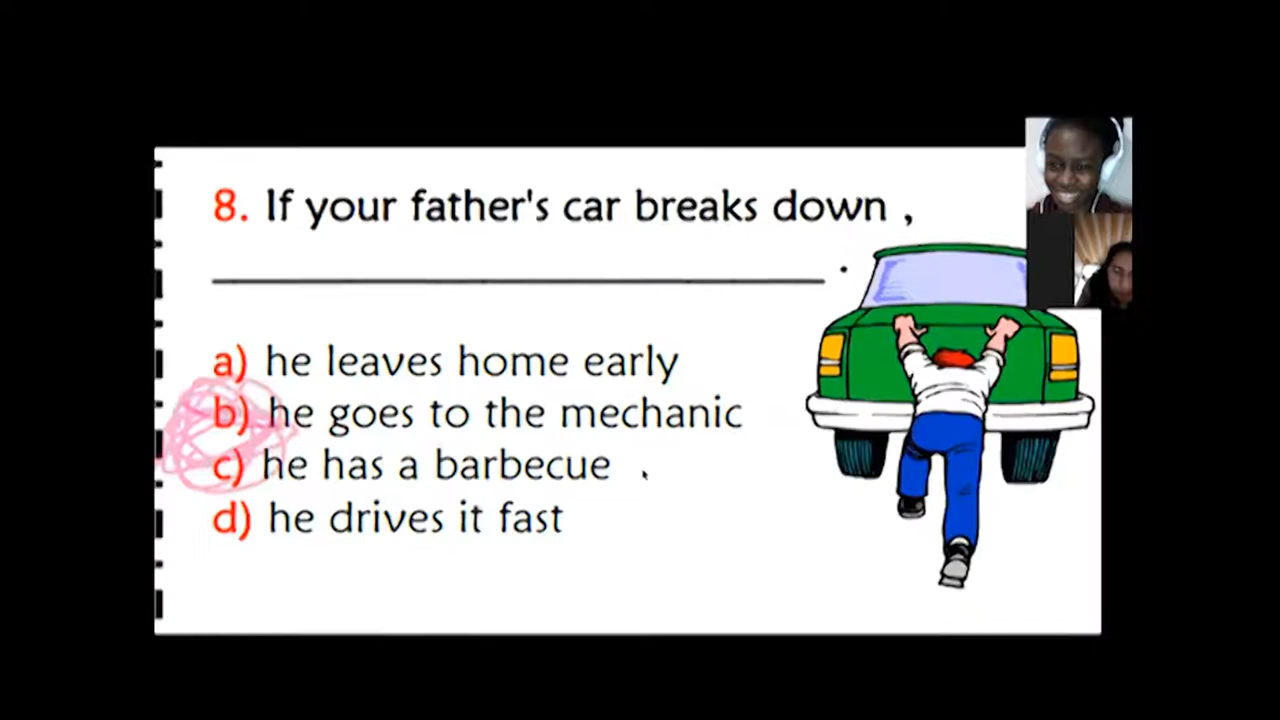 8. If your father's car breaks down ,
____________________ .
a) he leaves home early
b) he goes to the mechanic
c) he has a barbecue
d) he drives it fast